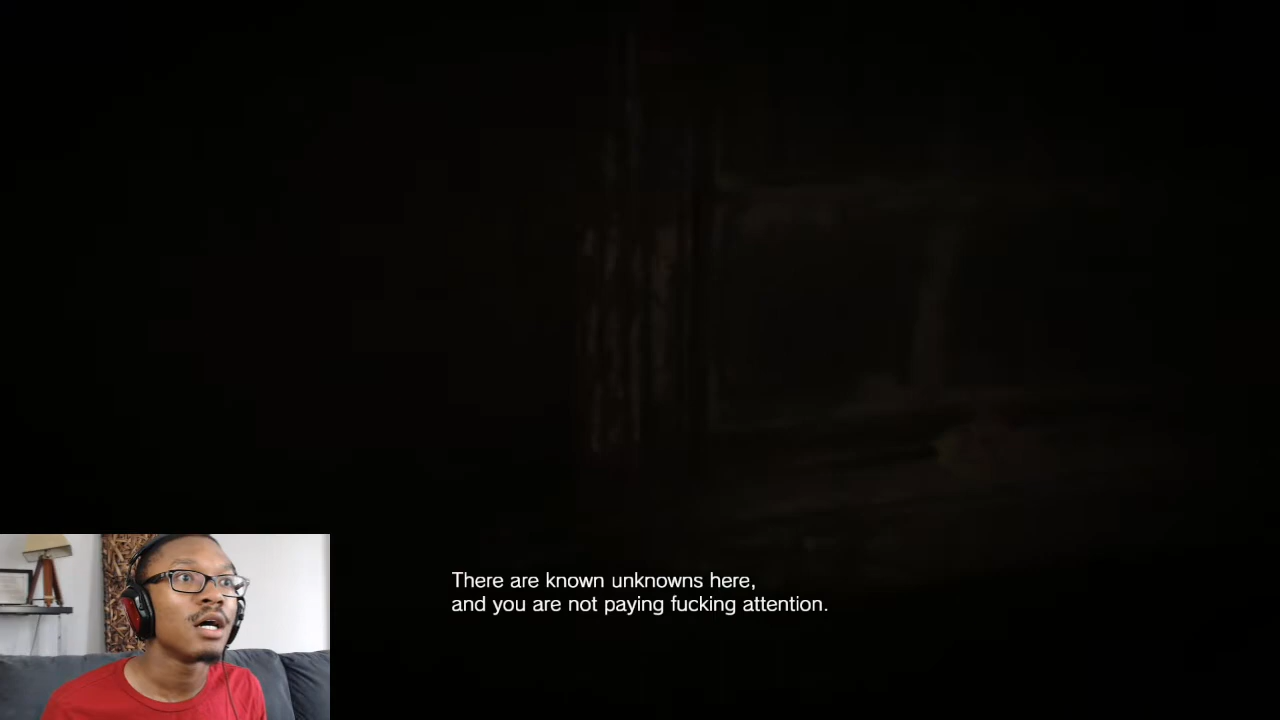 There are known unknowns here,
and you are not paying fucking attention.